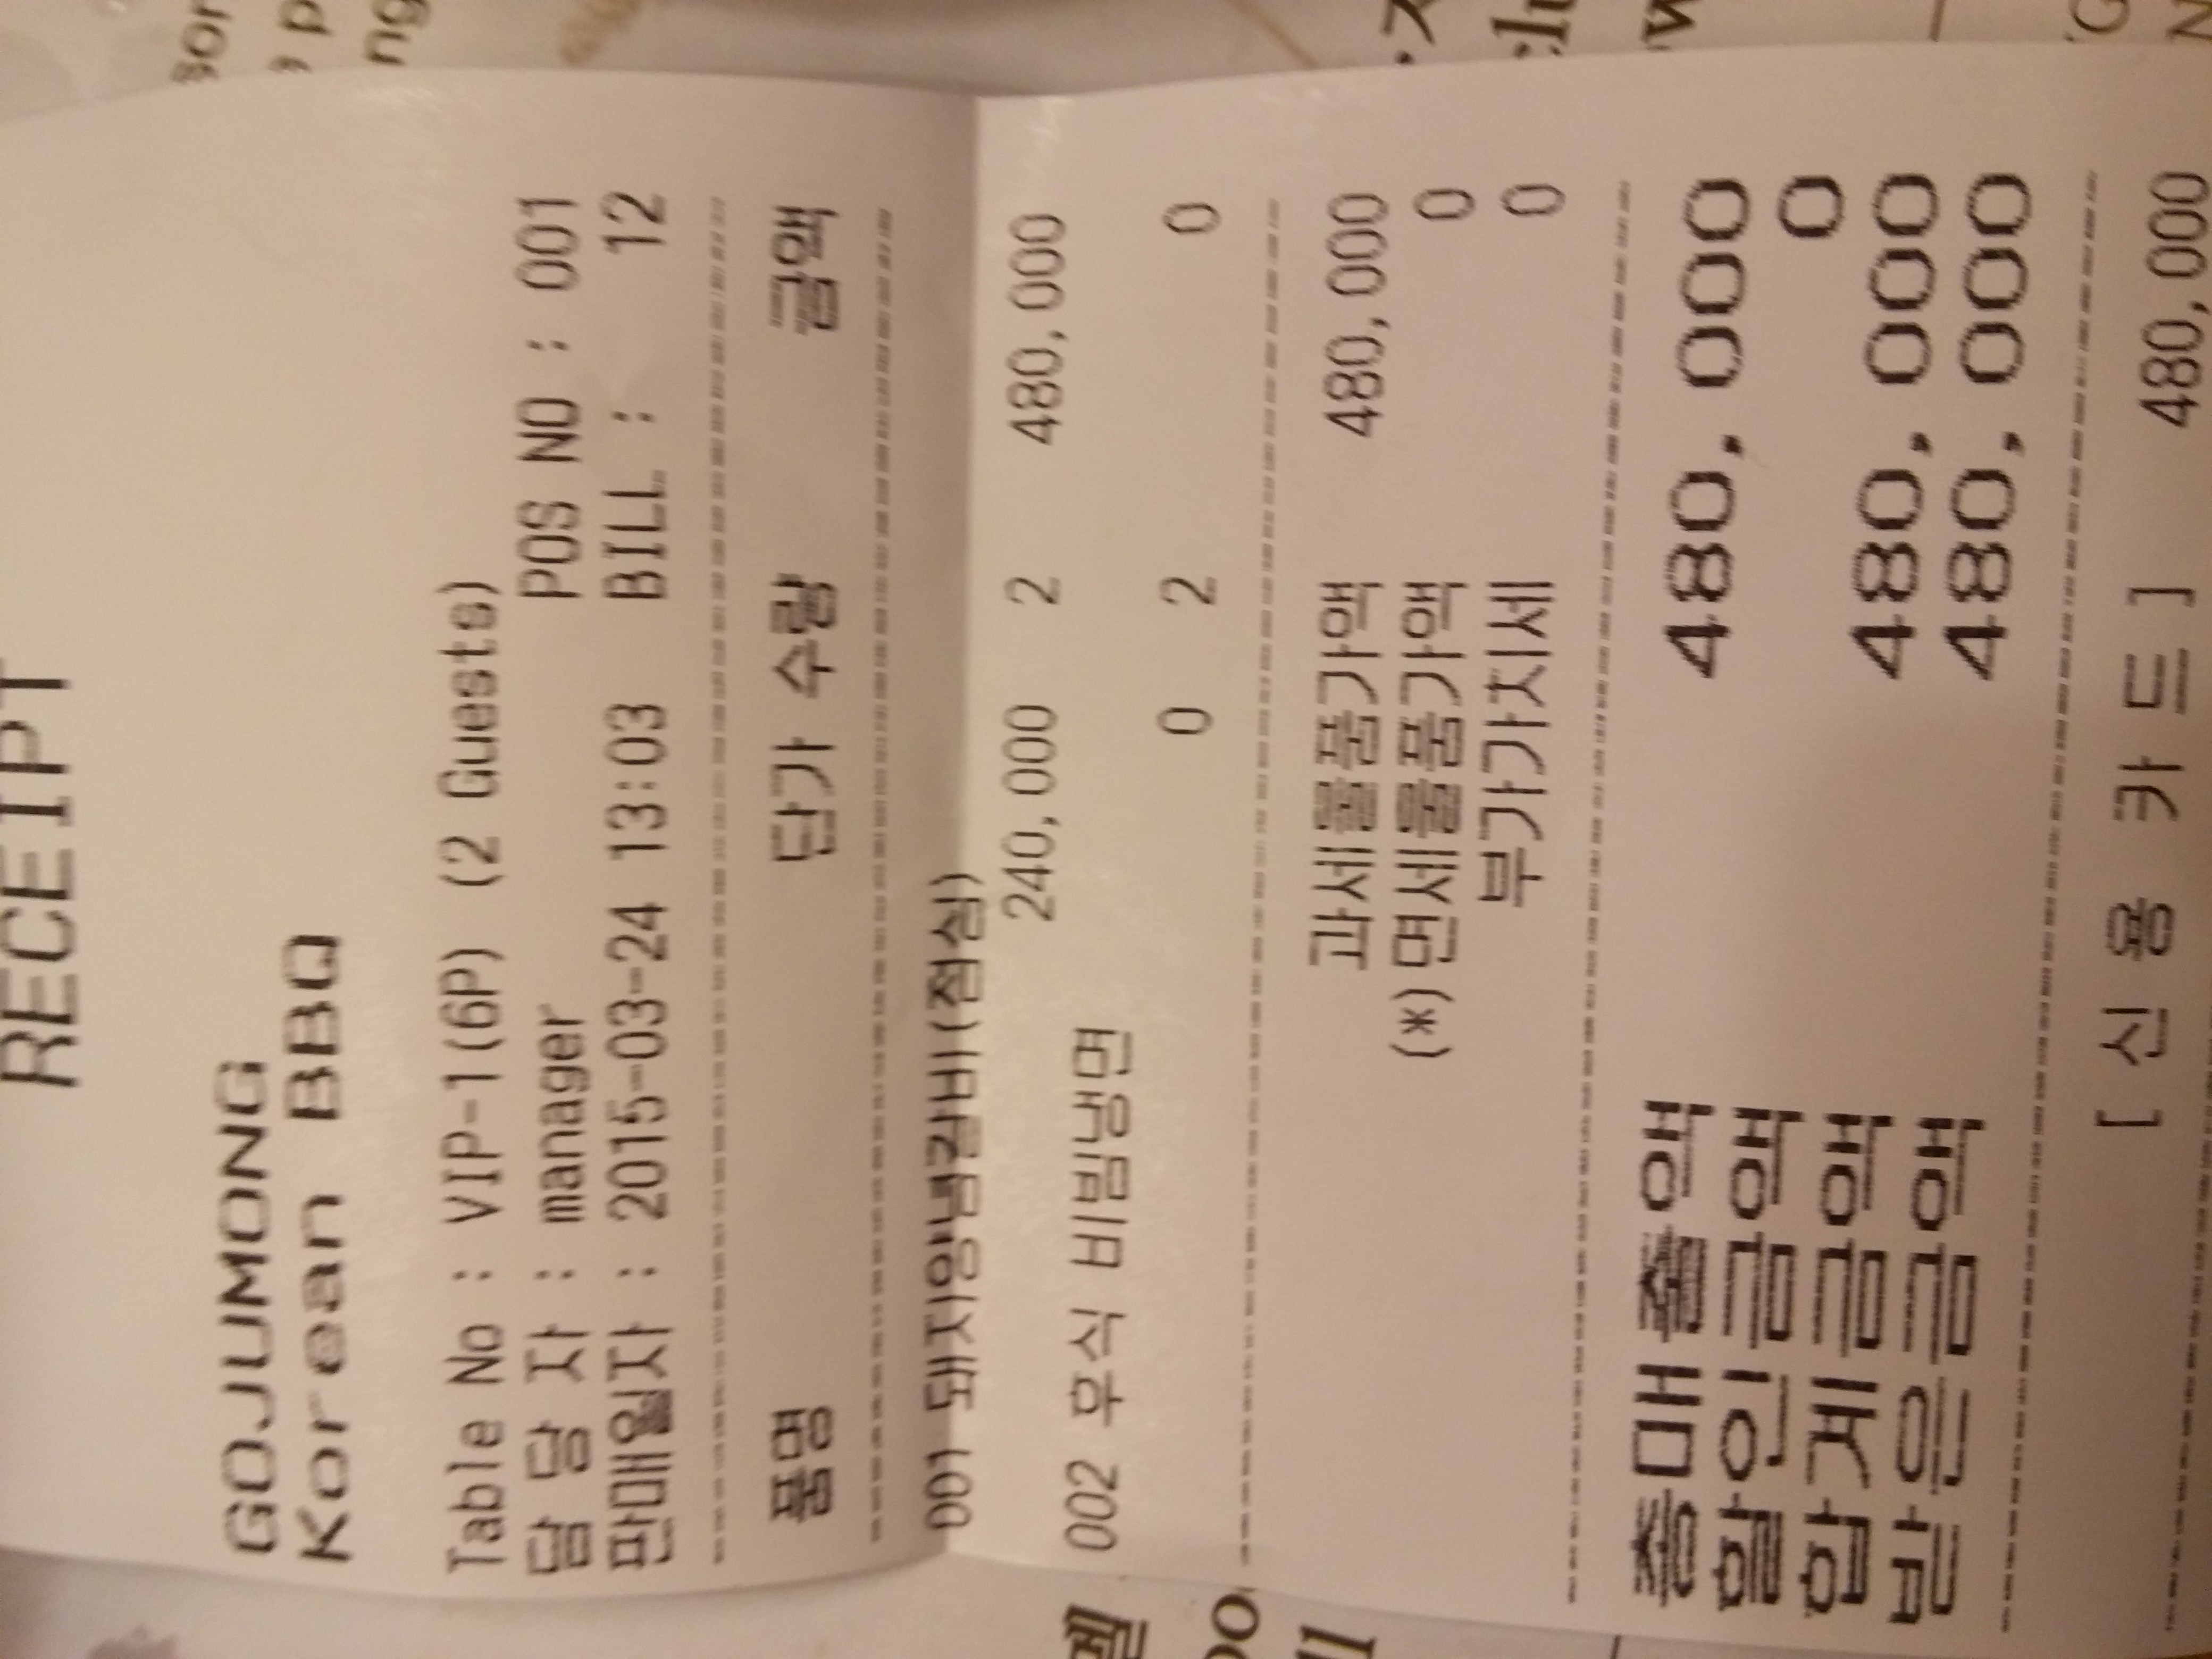 RECEIPT
GOJUMONG
Korean BBQ
Table No : VIP-1(6P) (2 Guests)
담 당 자 : manager POS NO : 001
판매일자 : 2015-03-24 13:03 BILL : 12
품명 단가 수량 금액
001 돼지양념갈비(점심)
240,000 2 480,000
002 후식 비빔냉면
0 2 0
과세물품가액 480,000
(*)면세물품가액 0
부가가치세 0
총매출액 480,000
할인금액 0
합계금액 480,000
받은금액 480,000
[ 신 용 카 드 ] 480,000